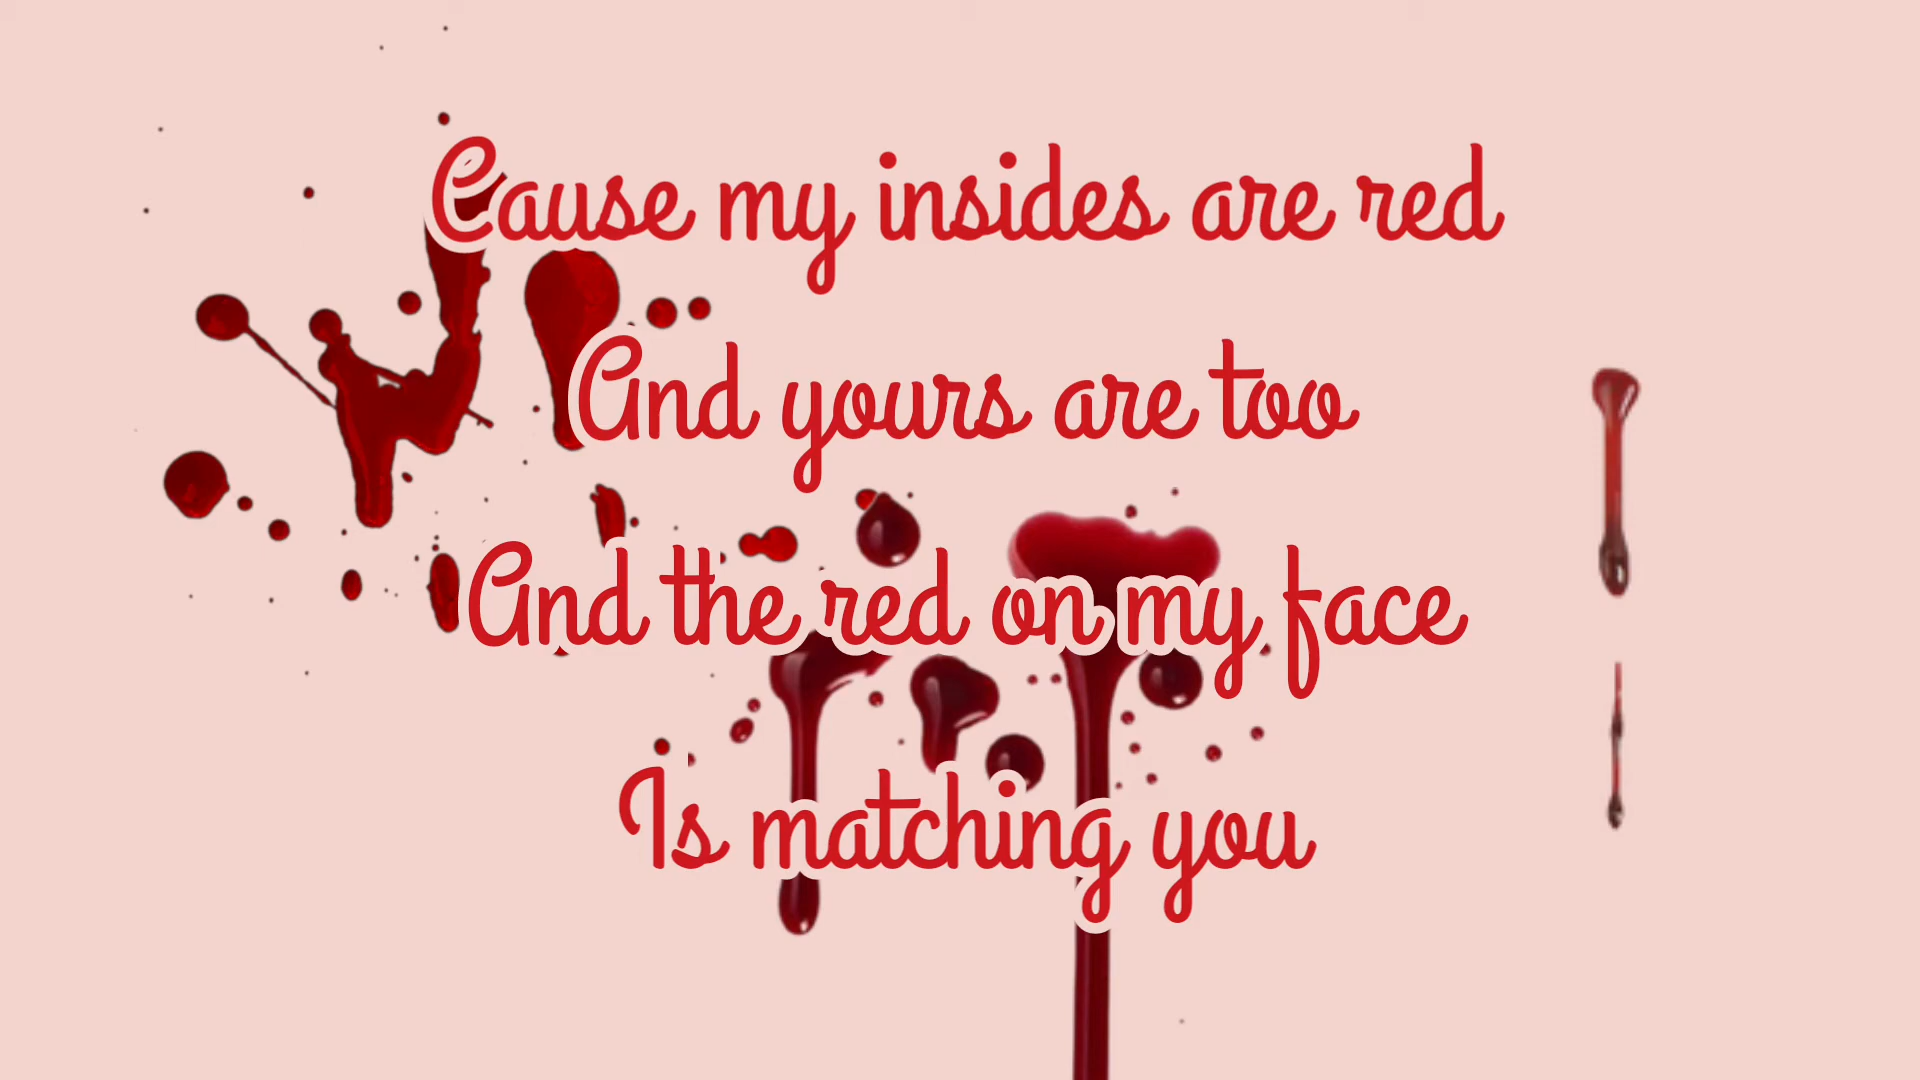 Cause my insides are red
And yours are too
And the red on my face
Is matching you